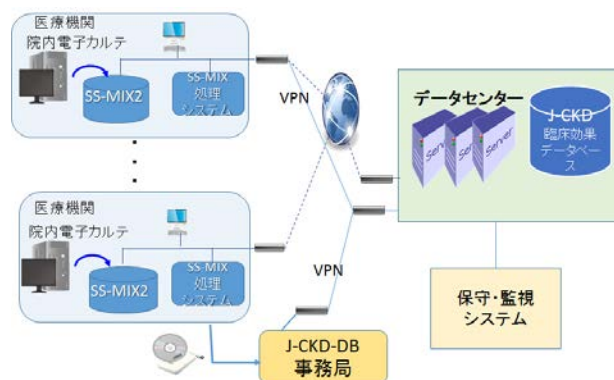 医療機関
院内電子カルテ
SS-MIX2
SS-MIX
処理
システム
VPN
データセンター
Server
Server
Server
J-CKD
臨床効果
データベー
ス
医療機関
院内電子カルテ
SS-MIX2
SS-MIX
処理
システム
VPN
J-CKD-DB
事務局
保守・監視
システム